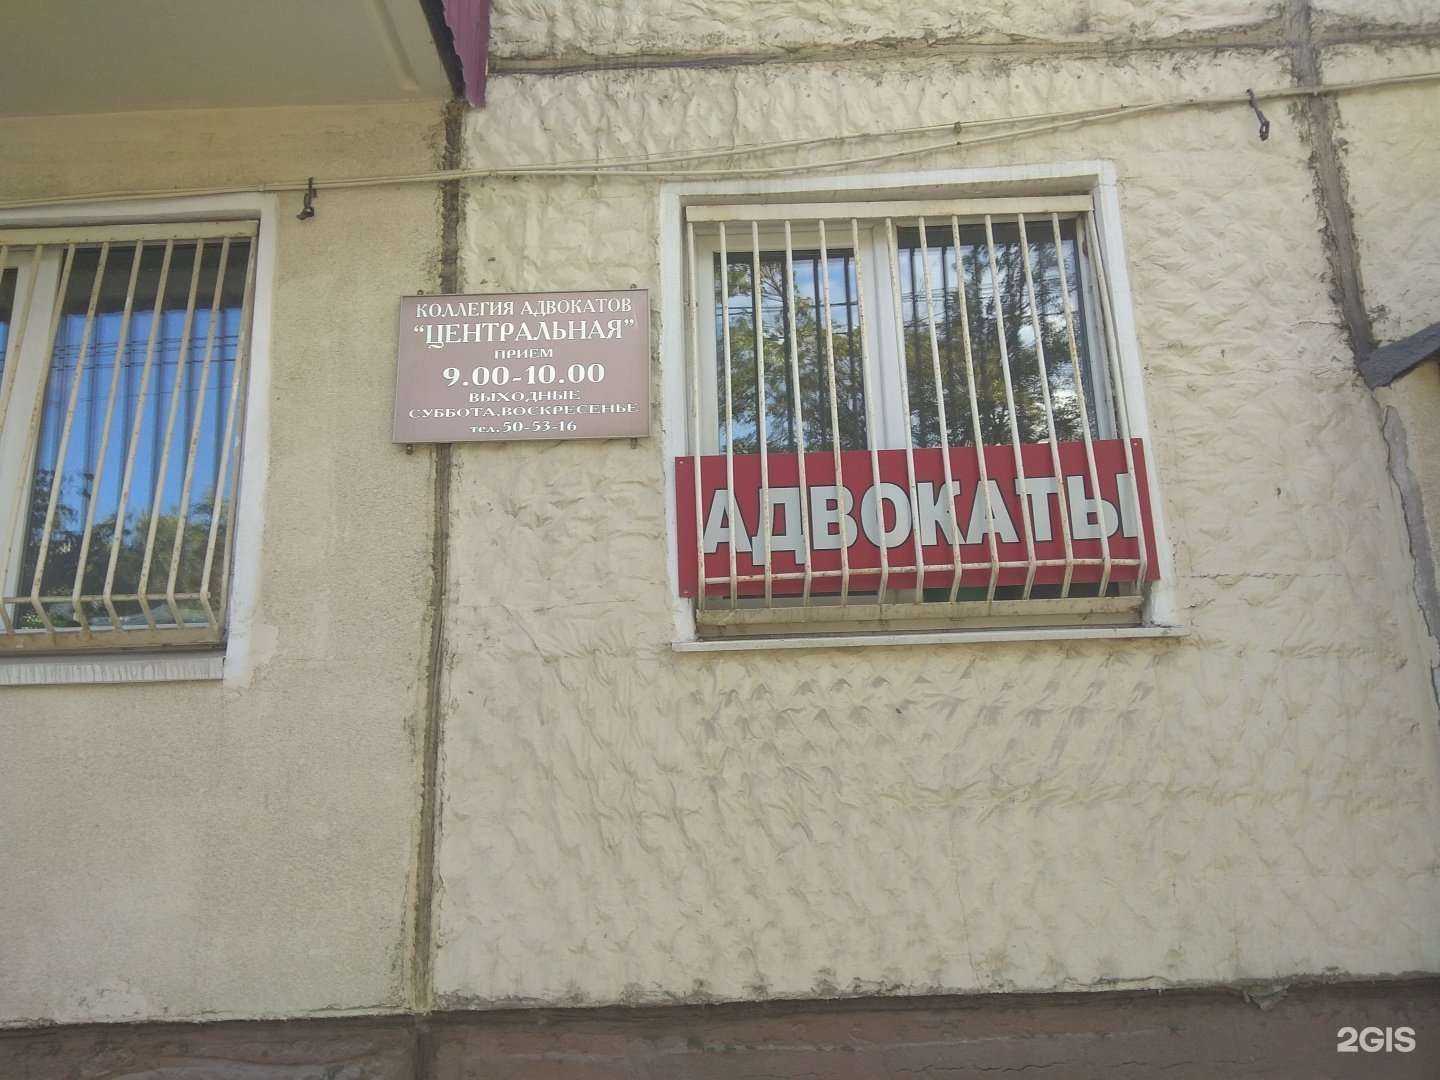 КОЛЛЕГИЯ АДВОКАТОВ
“ЦЕНТРАЛЬНАЯ”
ПРИЕМ
9.00-10.00
ВЫХОДНЫЕ
СУББОТА.ВОСКРЕСЕНЬЕ
тел. 50-53-16
АДВОКАТЫ
2GIS